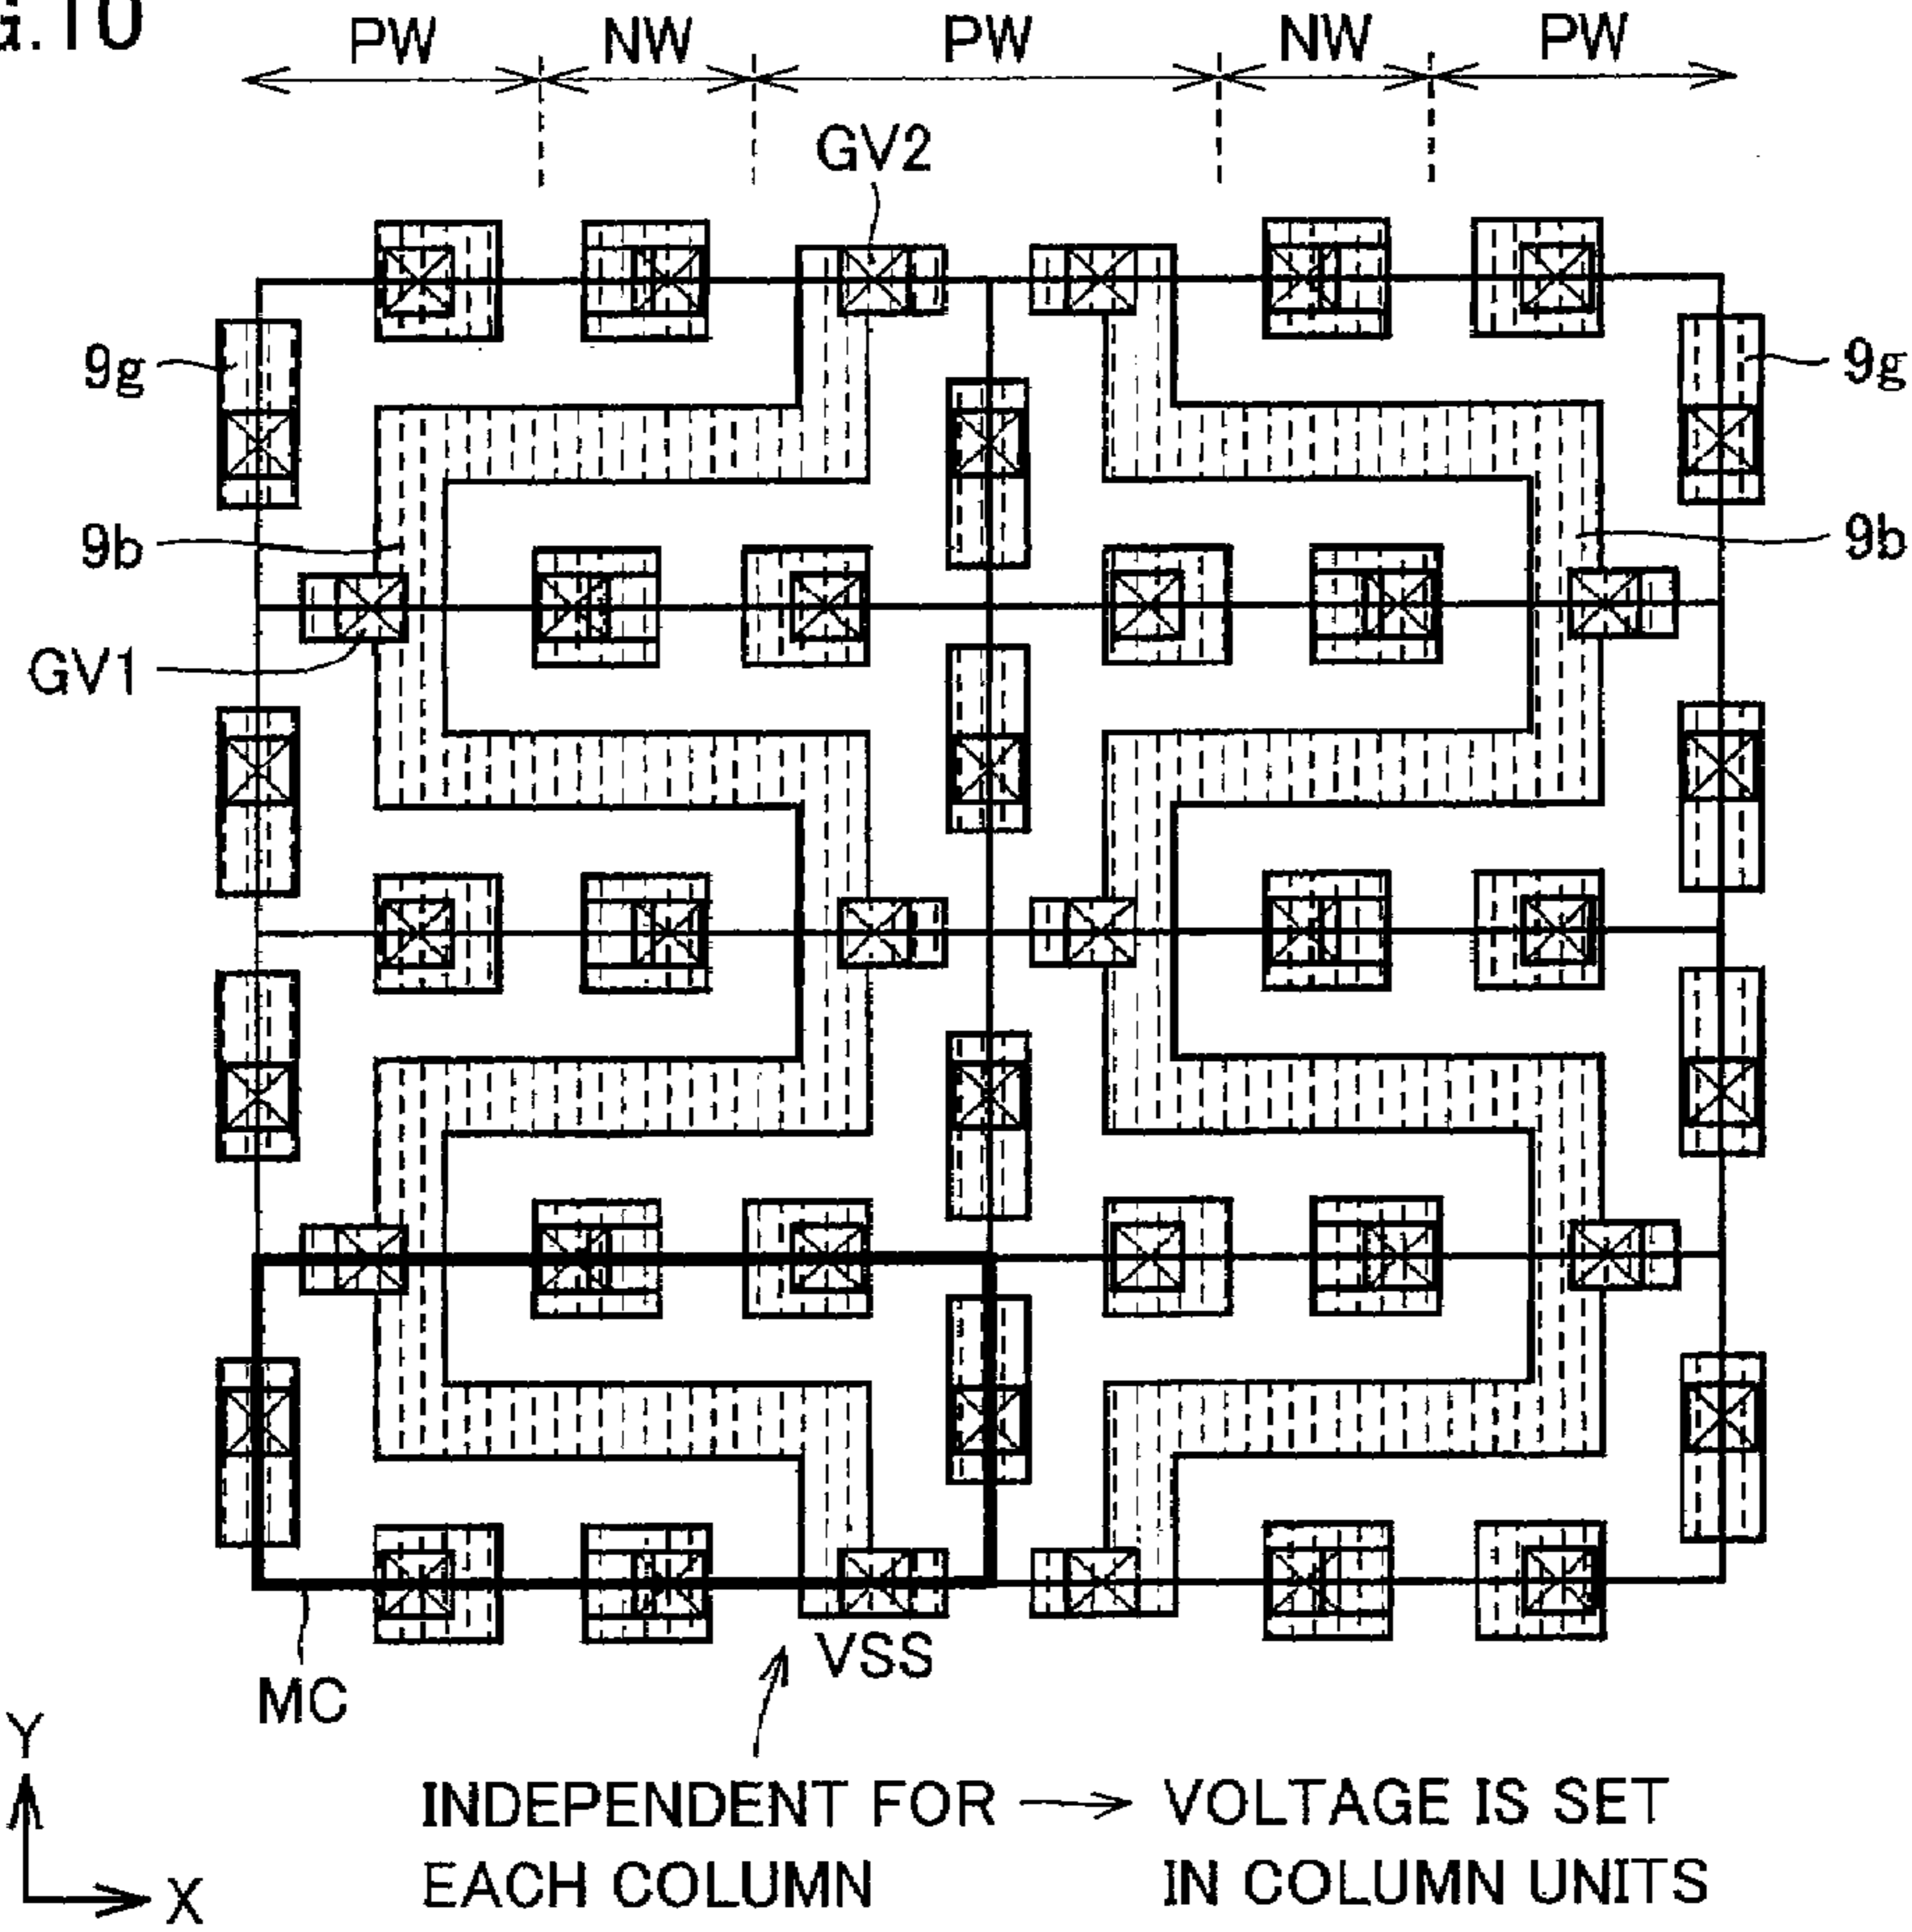 .10
PW NW PW NW PW
GV2
9g 9g
9b 9b
GV1
VSS
MC
Y
X
INDEPENDENT FOR → VOLTAGE IS SET
EACH COLUMN IN COLUMN UNITS